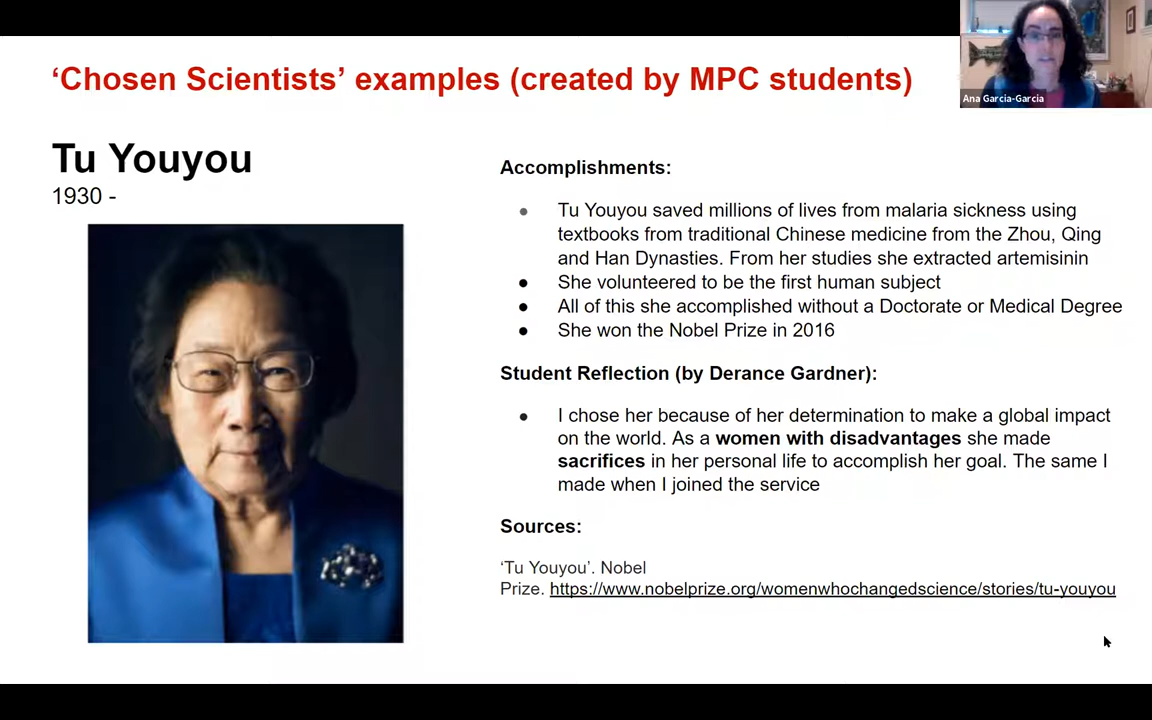 ‘Chosen Scientists’ examples (created by MPC students)
Ana Garcia-Garcia
Tu Youyou
1930 -
Accomplishments:
● Tu Youyou saved millions of lives from malaria sickness using
textbooks from traditional Chinese medicine from the Zhou, Qing
and Han Dynasties. From her studies she extracted artemisinin
● She volunteered to be the first human subject
● All of this she accomplished without a Doctorate or Medical Degree
● She won the Nobel Prize in 2016
Student Reflection (by Derance Gardner):
● I chose her because of her determination to make a global impact
on the world. As a women with disadvantages she made
sacrifices in her personal life to accomplish her goal. The same I
made when I joined the service
Sources:
‘Tu Youyou’. Nobel
Prize. https://www.nobelprize.org/womenwhochangedscience/stories/tu-youyou